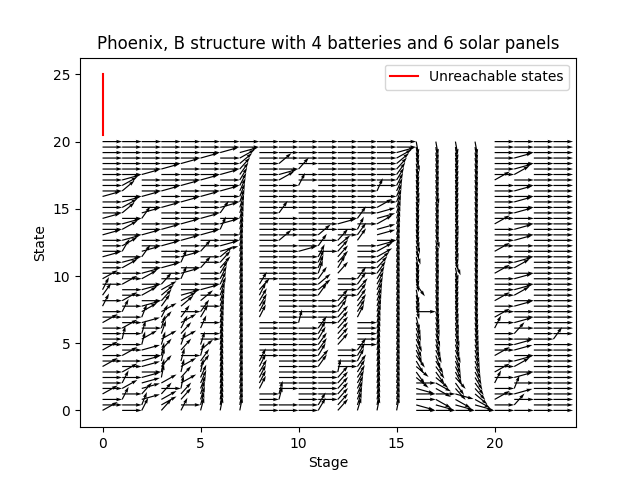 Phoenix, B structure with 4 batteries and 6 solar panels
25
Unreachable states
20
15
State
10
5
0
0
5
10
15
20
Stage